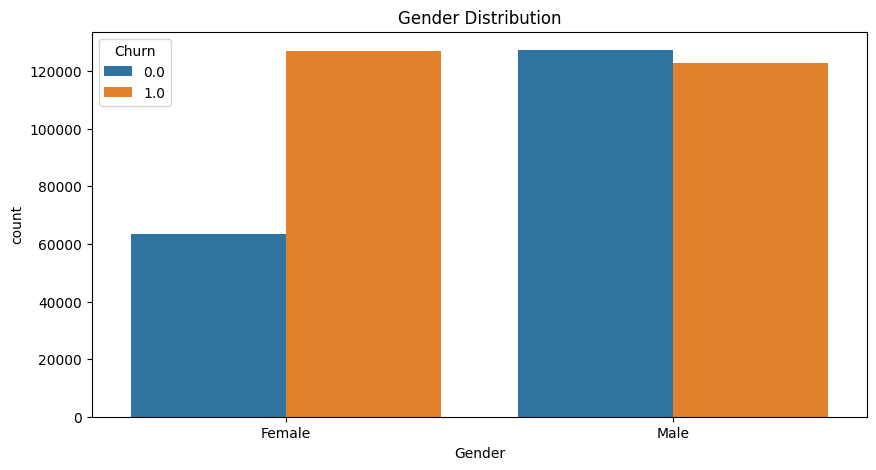 Gender Distribution
Churn
0.0
1.0
120000
100000
80000
60000
40000
20000
0
count
Female
Male
Gender